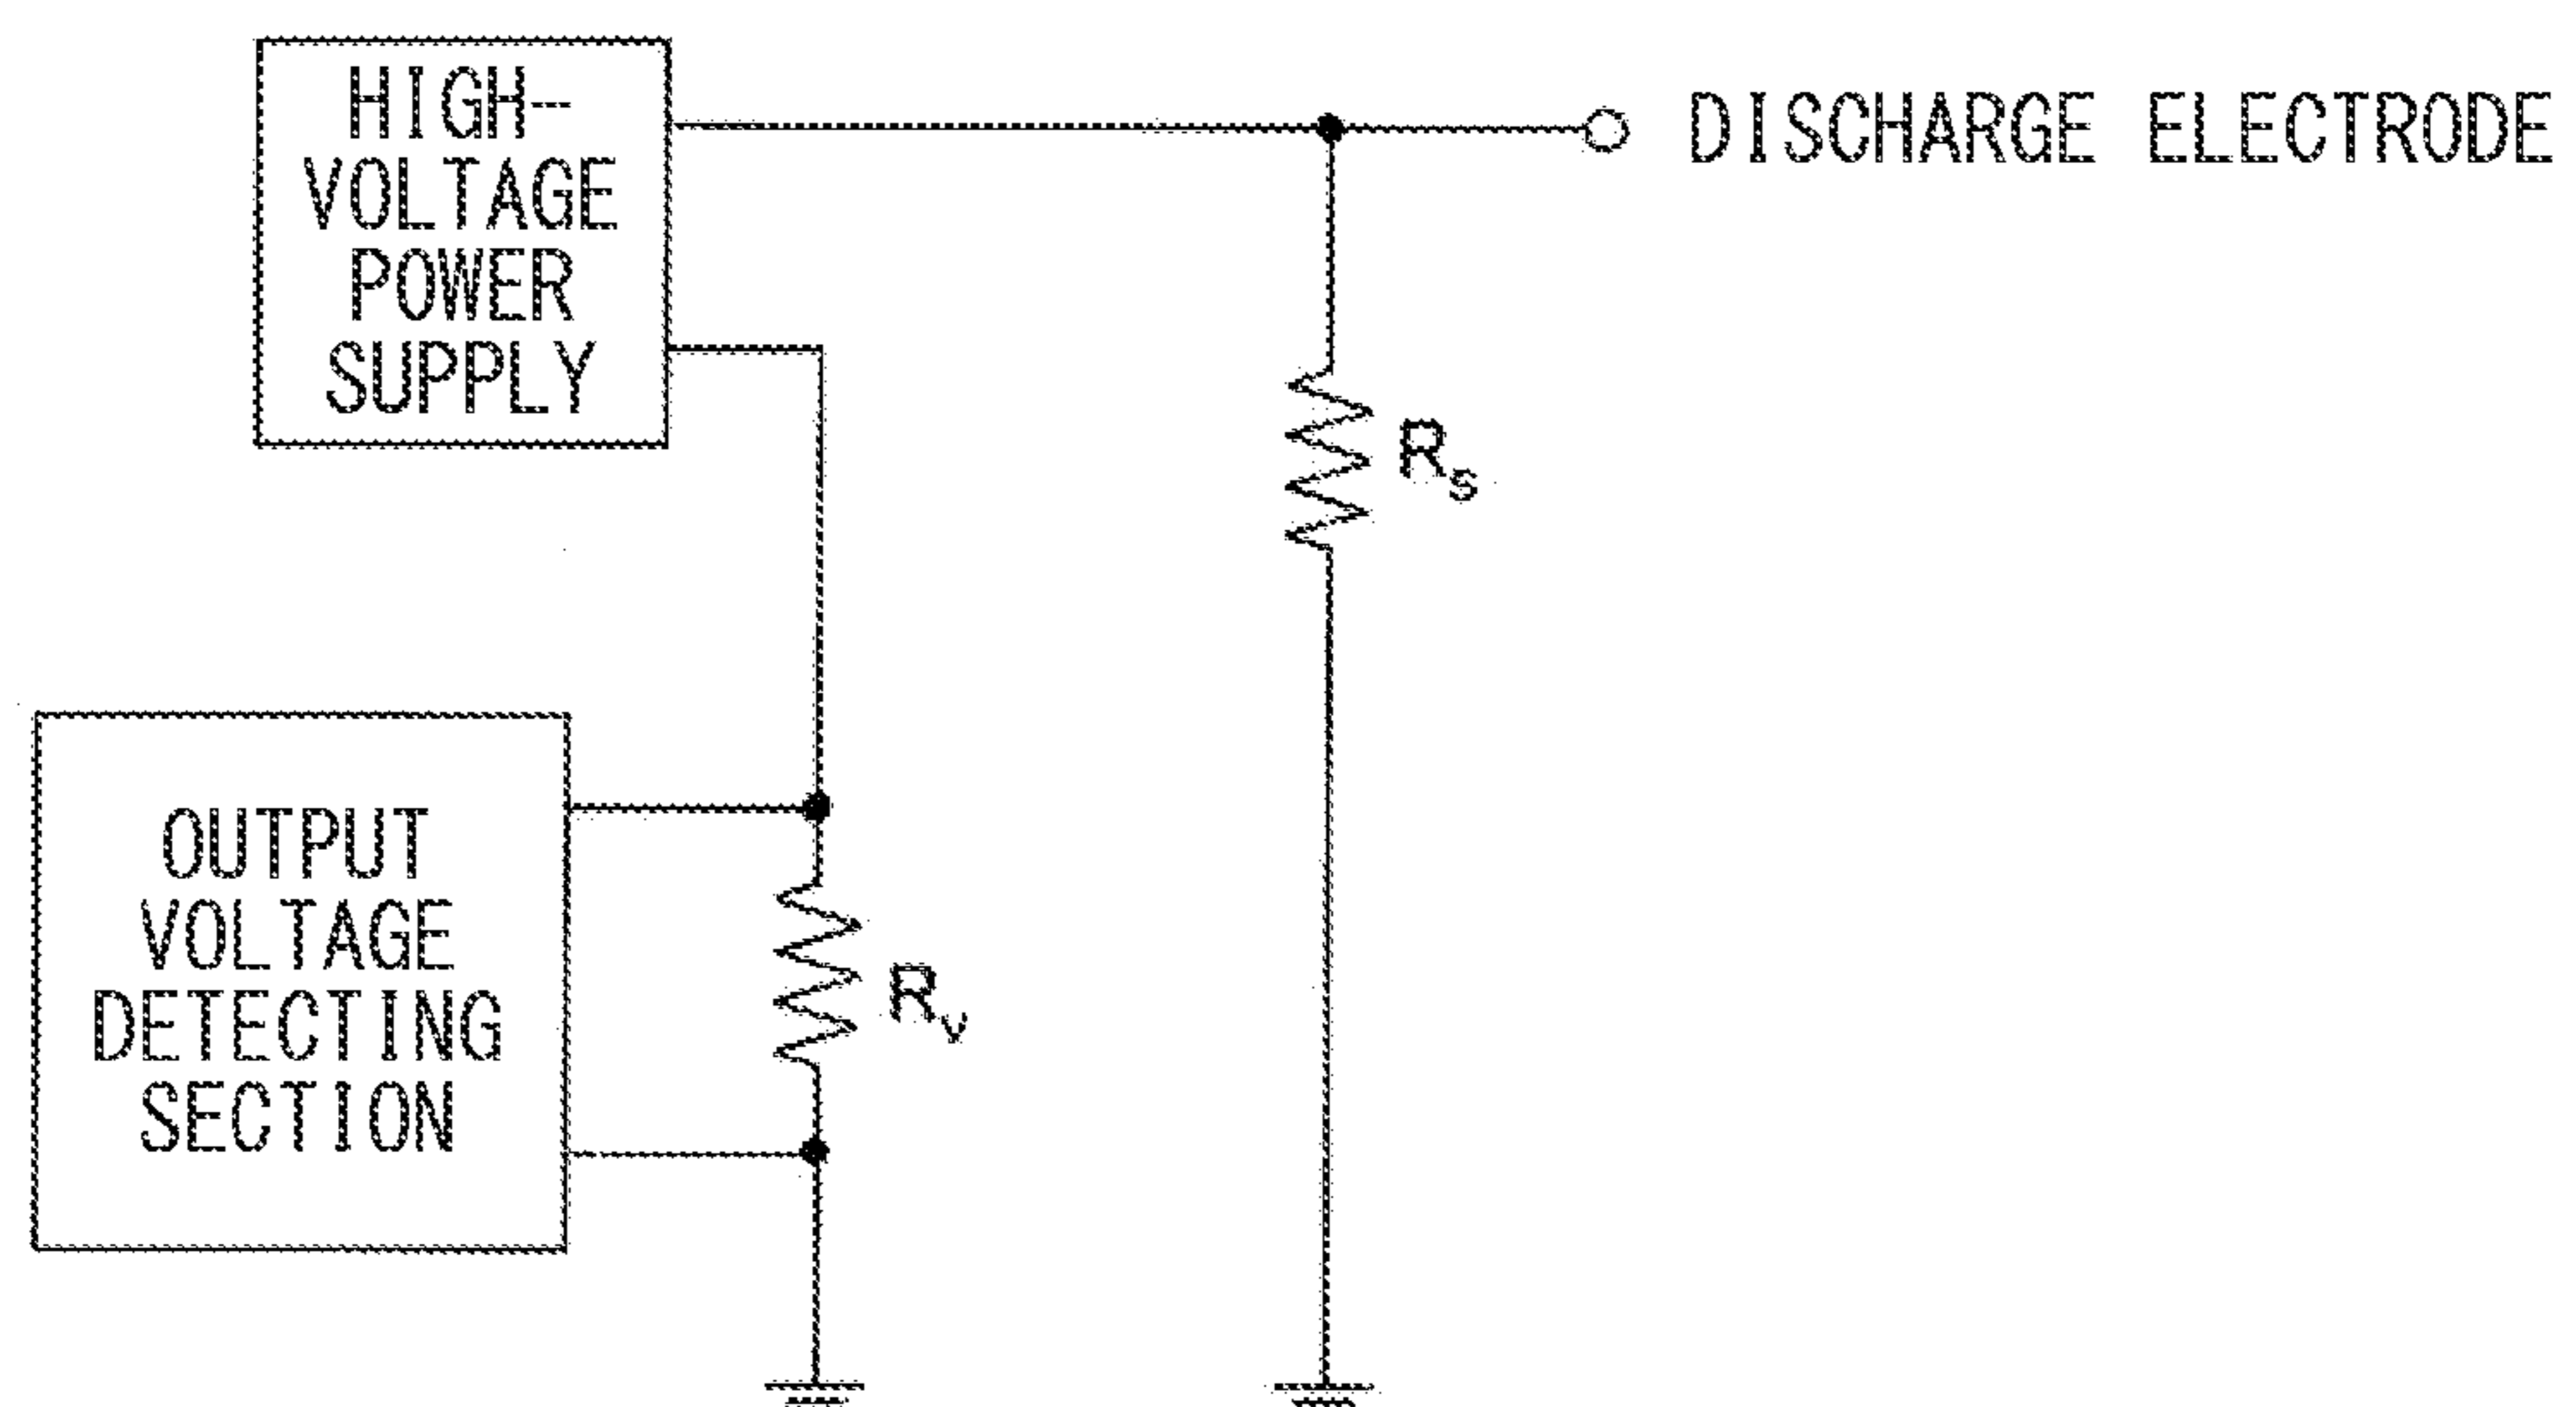 HIGH-
VOLTAGE
POWER
SUPPLY
DISCHARGE ELECTRODE
Rs
OUTPUT
VOLTAGE
DETECTING
SECTION
Rv